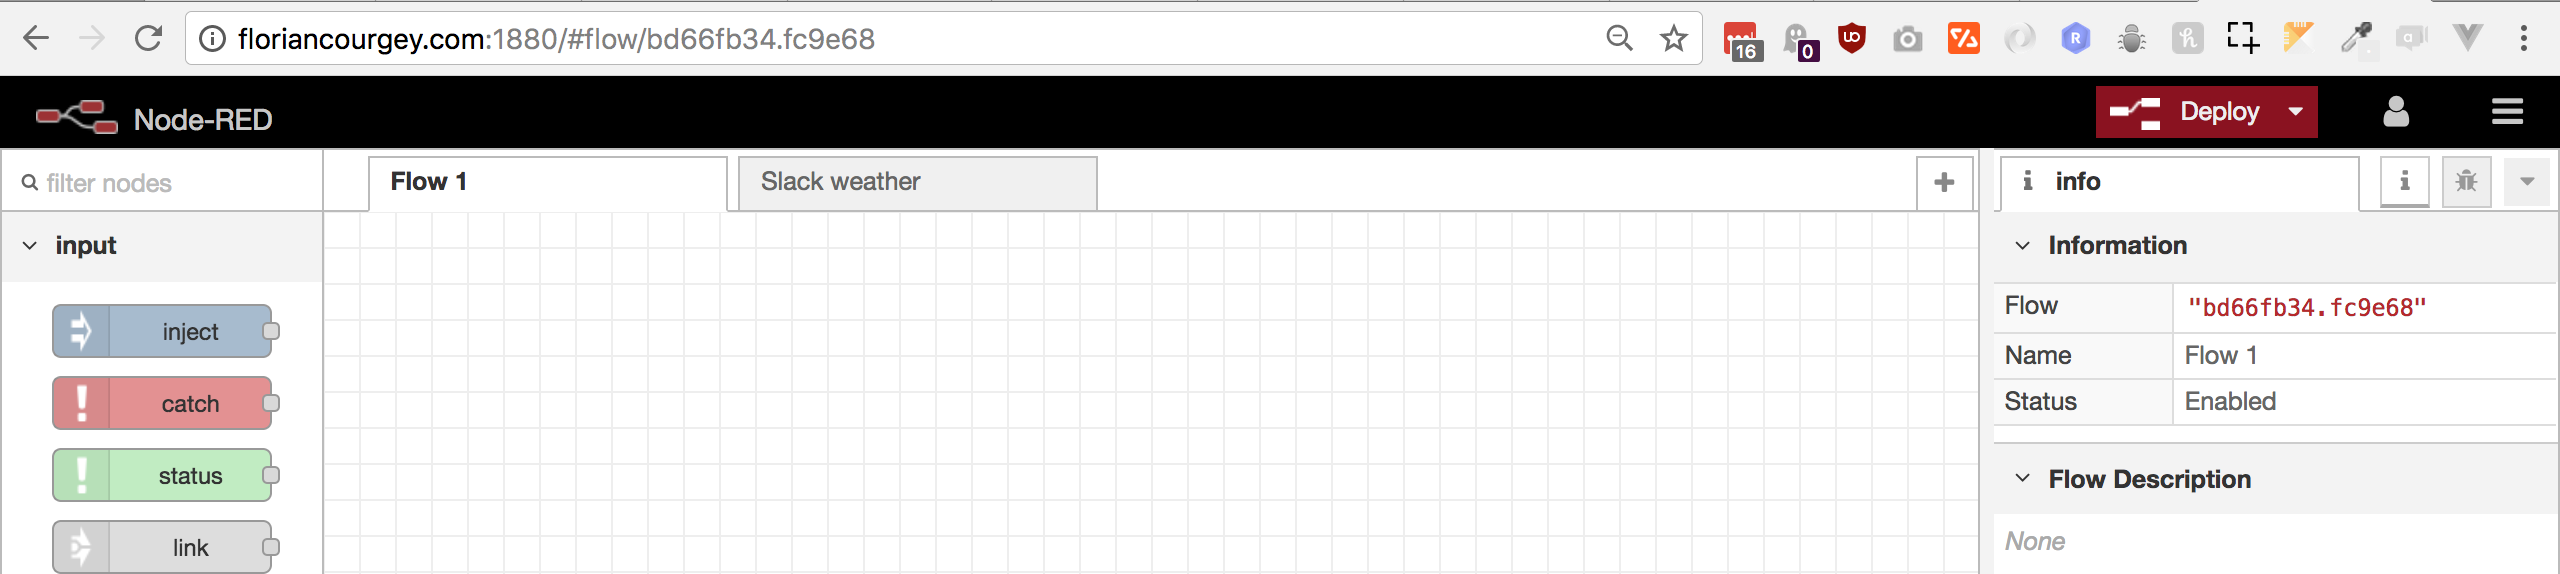 floriancourgey.com:1880/#flow/bd66fb34.fc9e68
16 0 UO R h a
Node-RED Deploy
filter nodes Flow 1 Slack weather + i info i
input Information
Flow "bd66fb34.fc9e68"
inject
Name Flow 1
catch Status Enabled
status Flow Description
link None